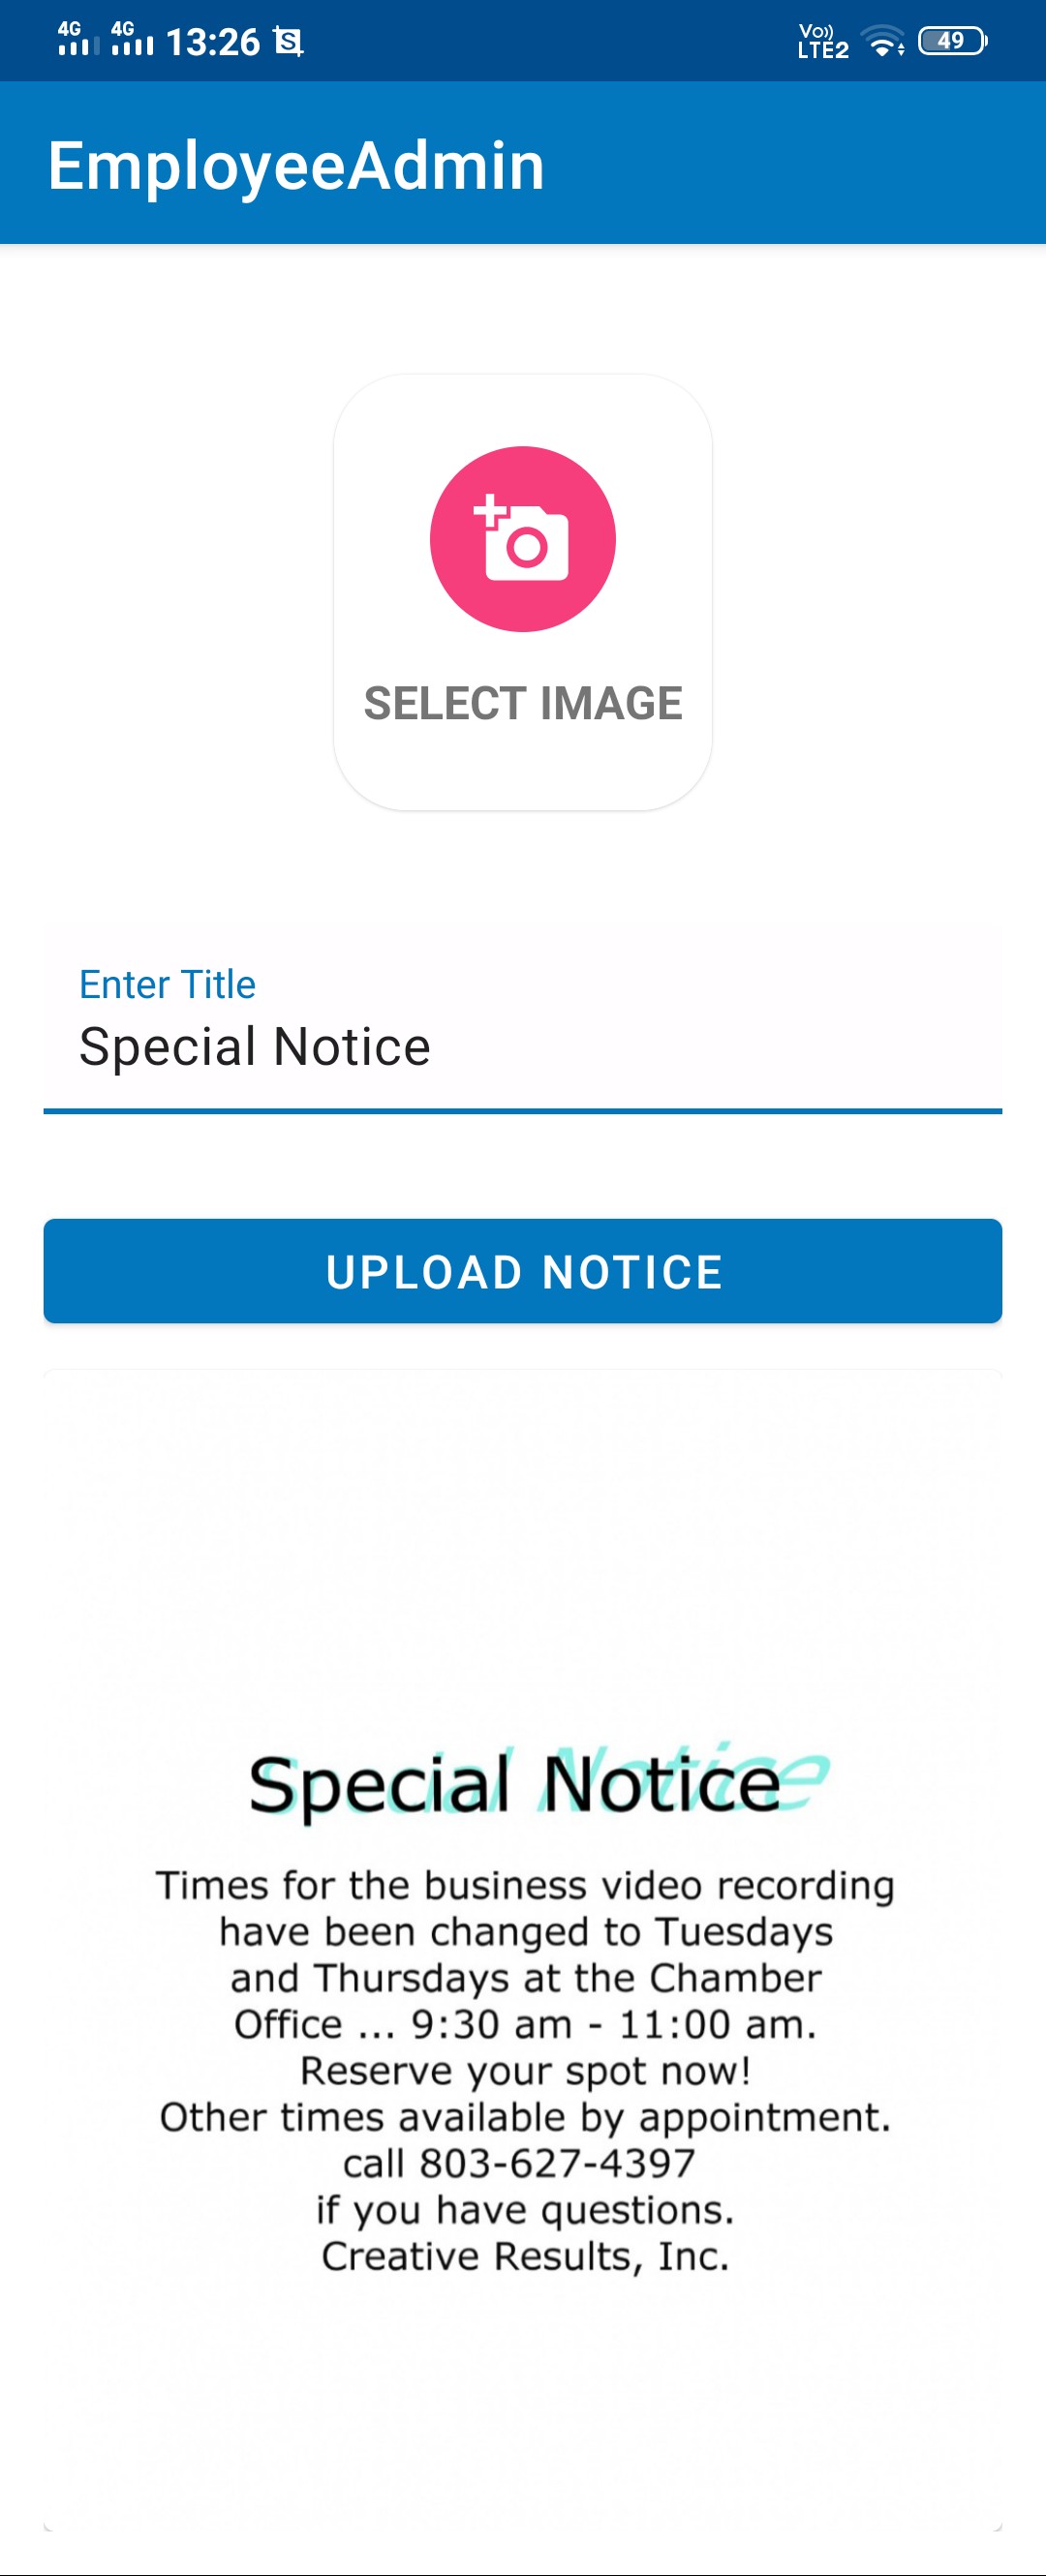 4G 4G 13:26 Vo)) LTE2 49
EmployeeAdmin
SELECT IMAGE
Enter Title
Special Notice
UPLOAD NOTICE
Special Notice
Times for the business video recording
have been changed to Tuesdays
and Thursdays at the Chamber
Office ... 9:30 am - 11:00 am.
Reserve your spot now!
Other times available by appointment.
call 803-627-4397
if you have questions.
Creative Results, Inc.